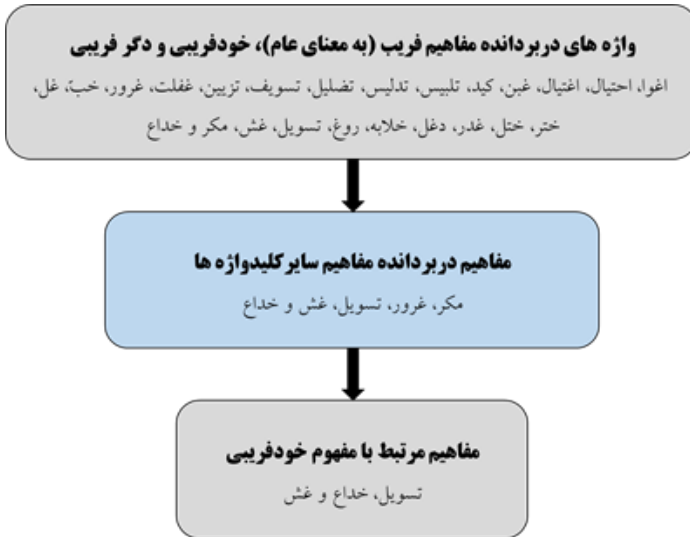 واژه های دربردانده مفاهیم فریب (به معنای عام)، خودفریبی و دگر فریبی
اغوا، احتیال، اغتیال، غبن، کید، تلبیس، تدلیس، تضلیل، تسویف، تزیین، غفلت، غرور، خبّ، غل،
ختر، ختل، غدر، دغل، خلابه، روغ، تسویل، غش، مکر و خداع
مفاهیم دربردانده مفاهیم سایر کلیدواژه ها
مکر، غرور، تسویل، غش و خداع
مفاهیم مرتبط با مفهوم خودفریبی
تسویل، خداع و غش